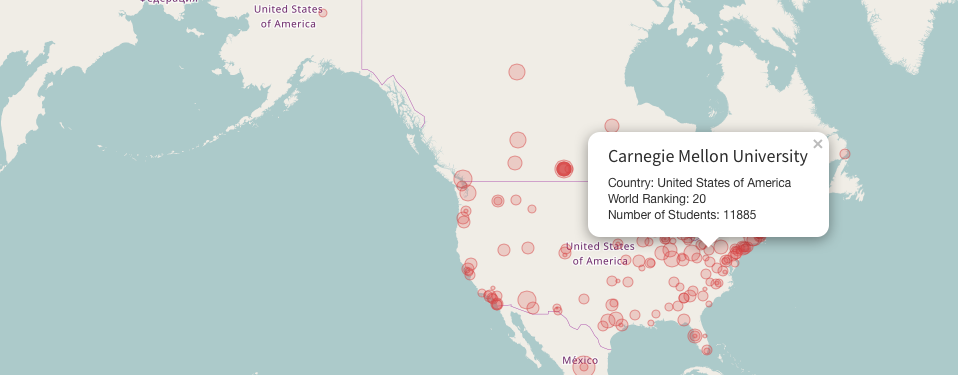 Федерация
United States
of America
Carnegie Mellon University
×
Country: United States of America
World Ranking: 20
Number of Students: 11885
United States
of America
México